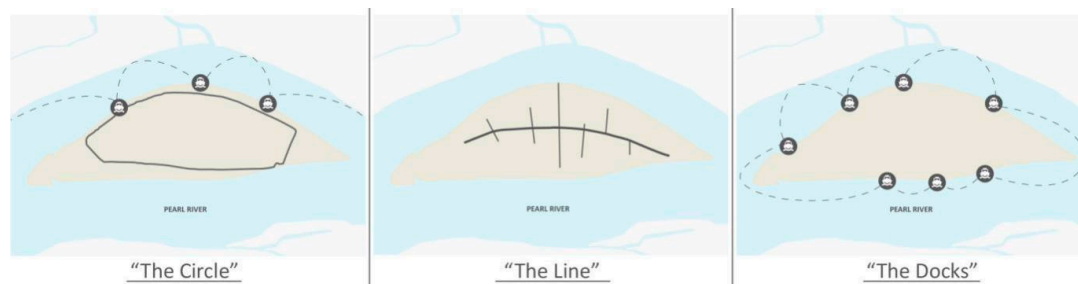 PEARL RIVER
"The Circle"
PEARL RIVER
"The Line"
PEARL RIVER
"The Docks"